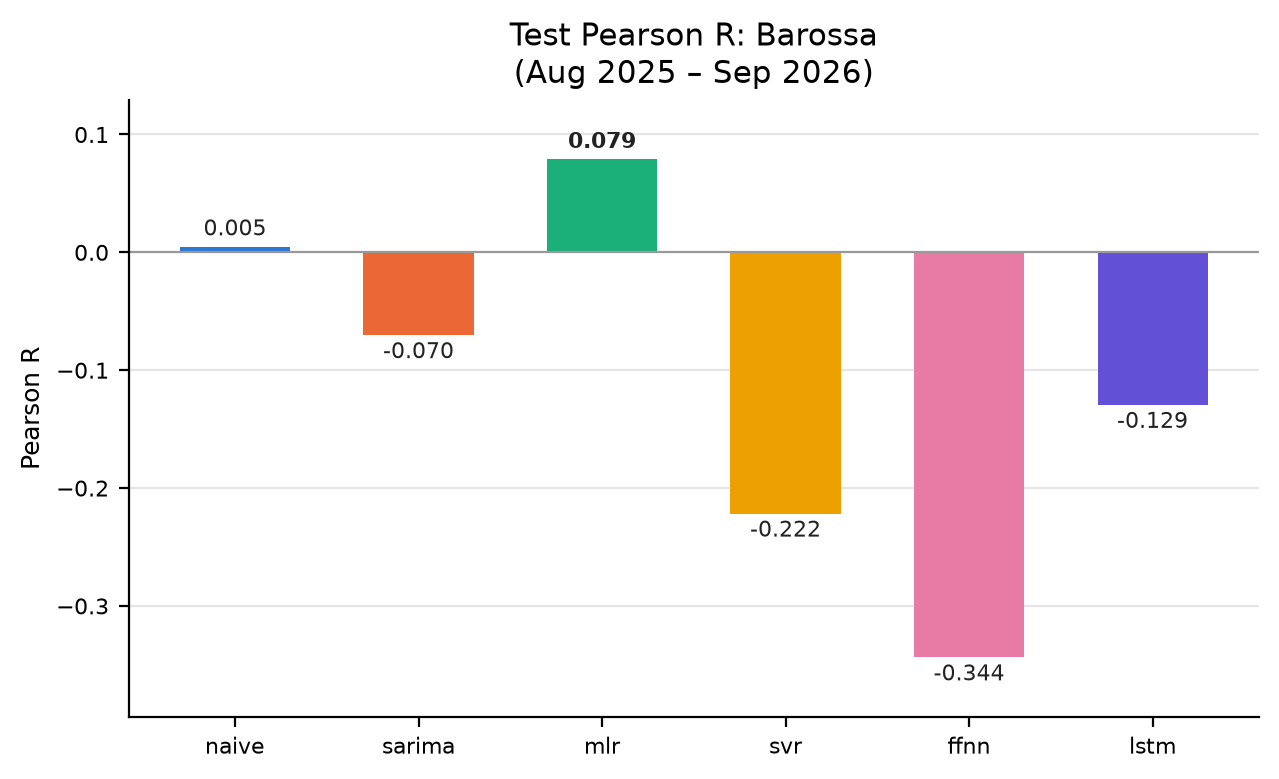 Test Pearson R: Barossa
(Aug 2025 – Sep 2026)
Pearson R
0.1
0.0
−0.1
−0.2
−0.3
0.005
-0.070
0.079
-0.222
-0.344
-0.129
naive
sarima
mlr
svr
ffnn
lstm